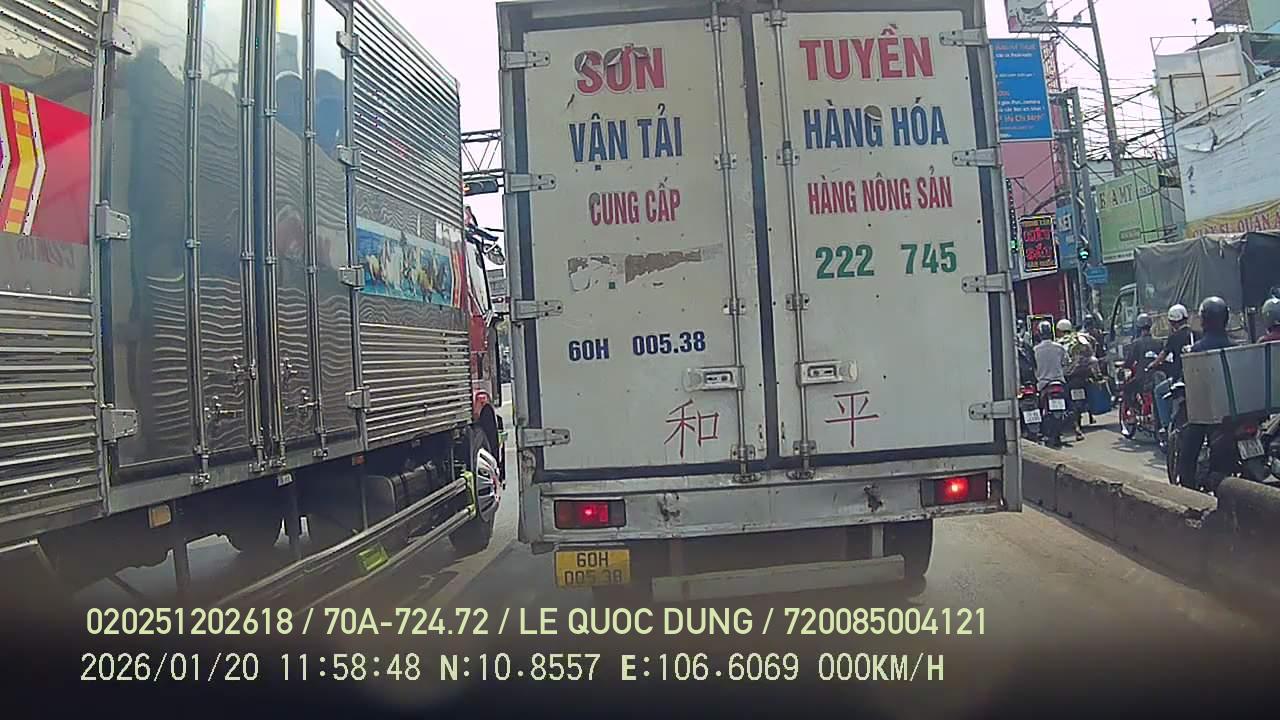 SƠN TUYỀN
VẬN TẢI HÀNG HÓA
CUNG CẤP HÀNG NÔNG SẢN
222 745
60H 005.38
和 平
60H
005.38
020251202618 / 70A-724.72 / LE QUOC DUNG / 720085004121
2026/01/20 11:58:48 N:10.8557 E:106.6069 000KM/H